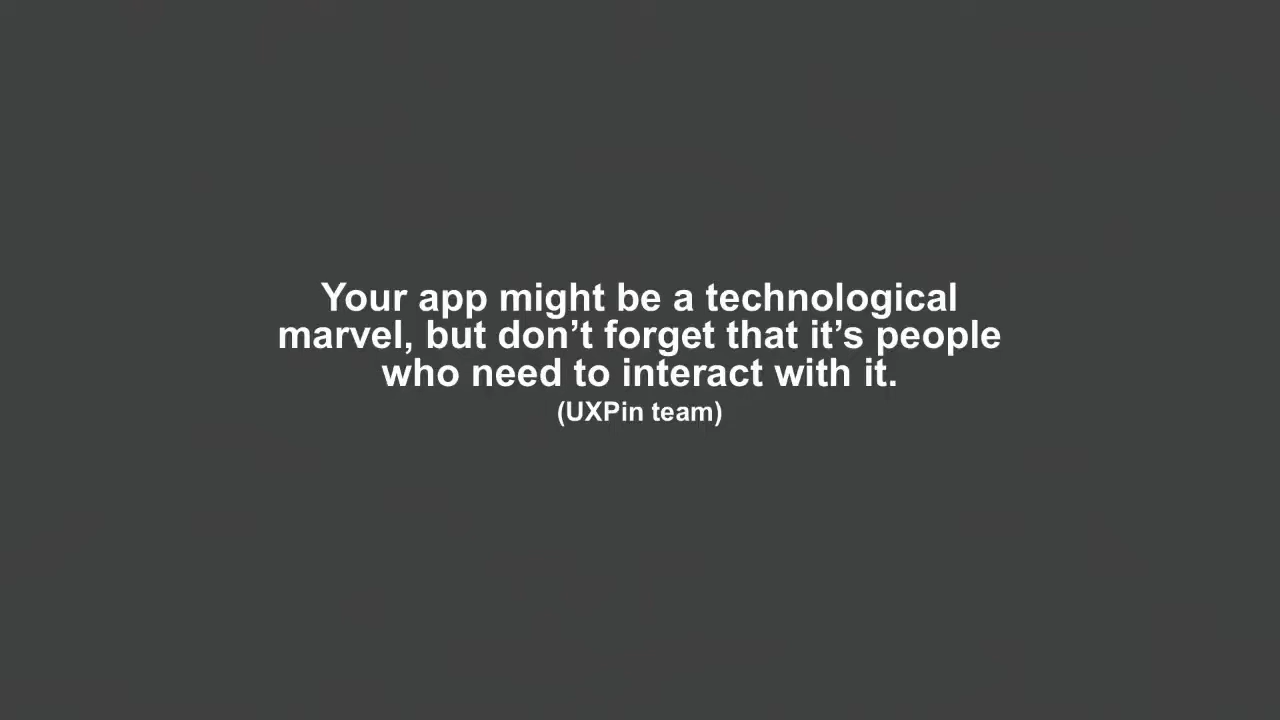 Your app might be a technological
marvel, but don’t forget that it’s people
who need to interact with it.
(UXPin team)